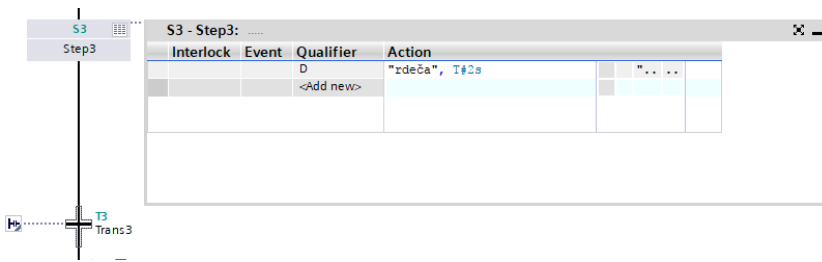 S3
Step3
S3 - Step3: .....
Interlock Event Qualifier Action
D "rdeča", T#2s ".. ..
<Add new>
T3
Trans3